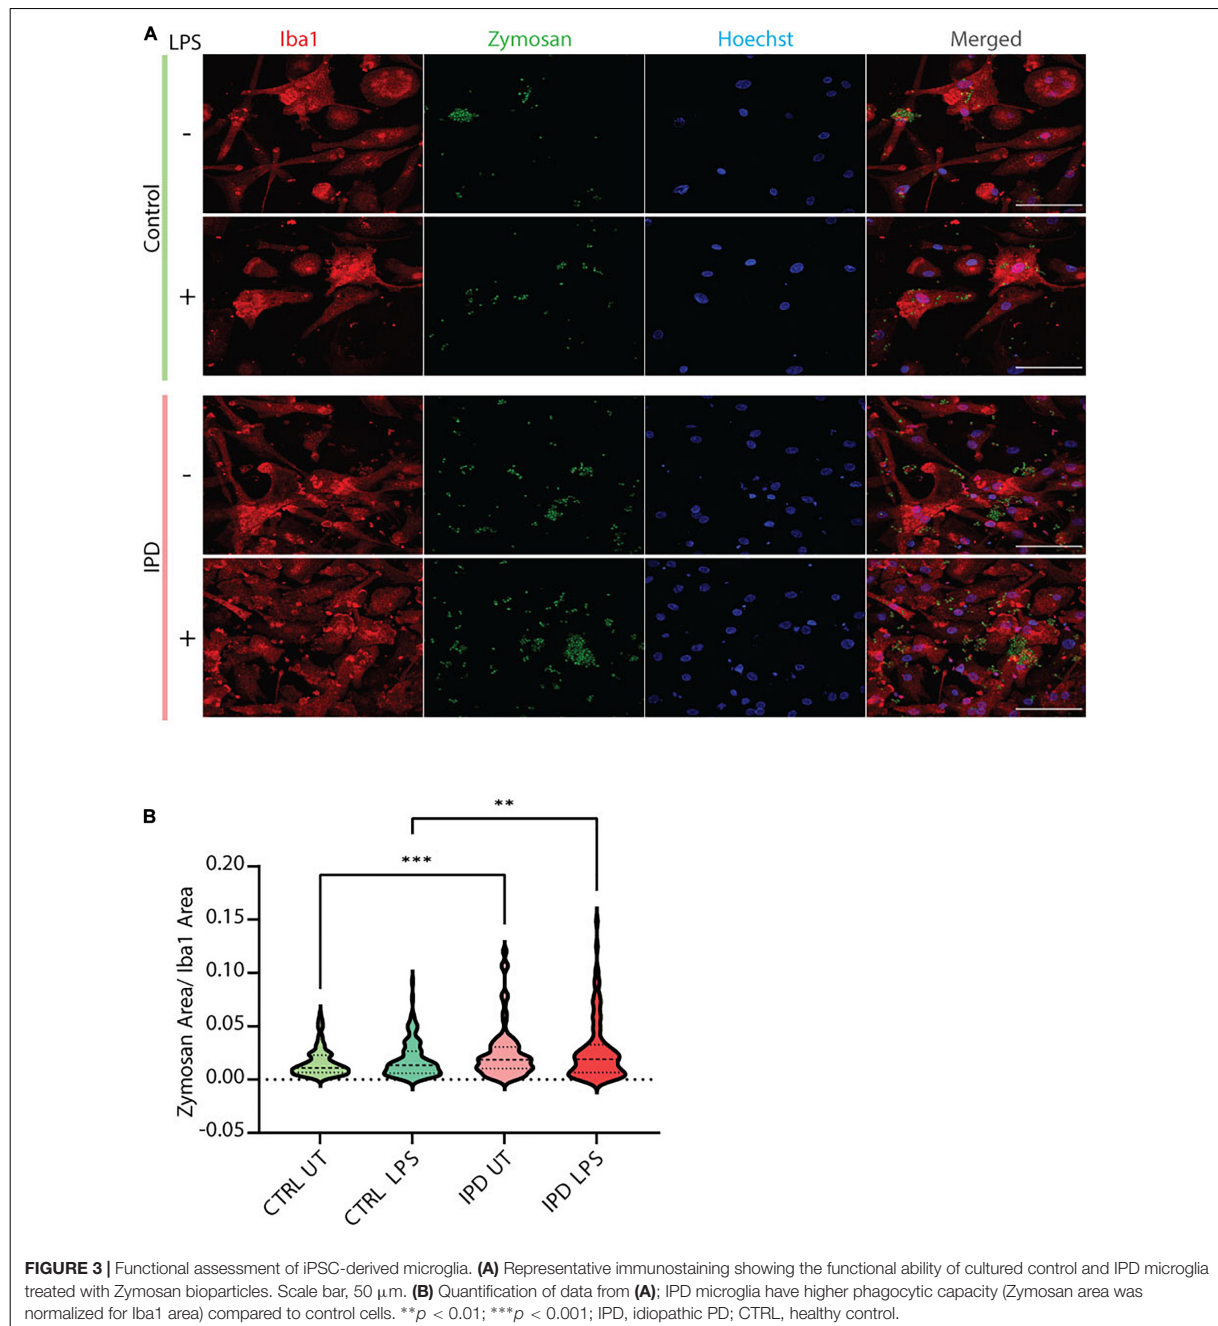 A
LPS Iba1 Zymosan Hoechst Merged
Control
-
+
IPD
-
+
B
**
***
Zymosan Area/ Iba1 Area
0.20
0.15
0.10
0.05
0.00
-0.05
CTRL UT CTRL LPS IPD UT IPD LPS
FIGURE 3 | Functional assessment of iPSC-derived microglia. (A) Representative immunostaining showing the functional ability of cultured control and IPD microglia
treated with Zymosan bioparticles. Scale bar, 50 μm. (B) Quantification of data from (A); IPD microglia have higher phagocytic capacity (Zymosan area was
normalized for Iba1 area) compared to control cells. **p < 0.01; ***p < 0.001; IPD, idiopathic PD; CTRL, healthy control.